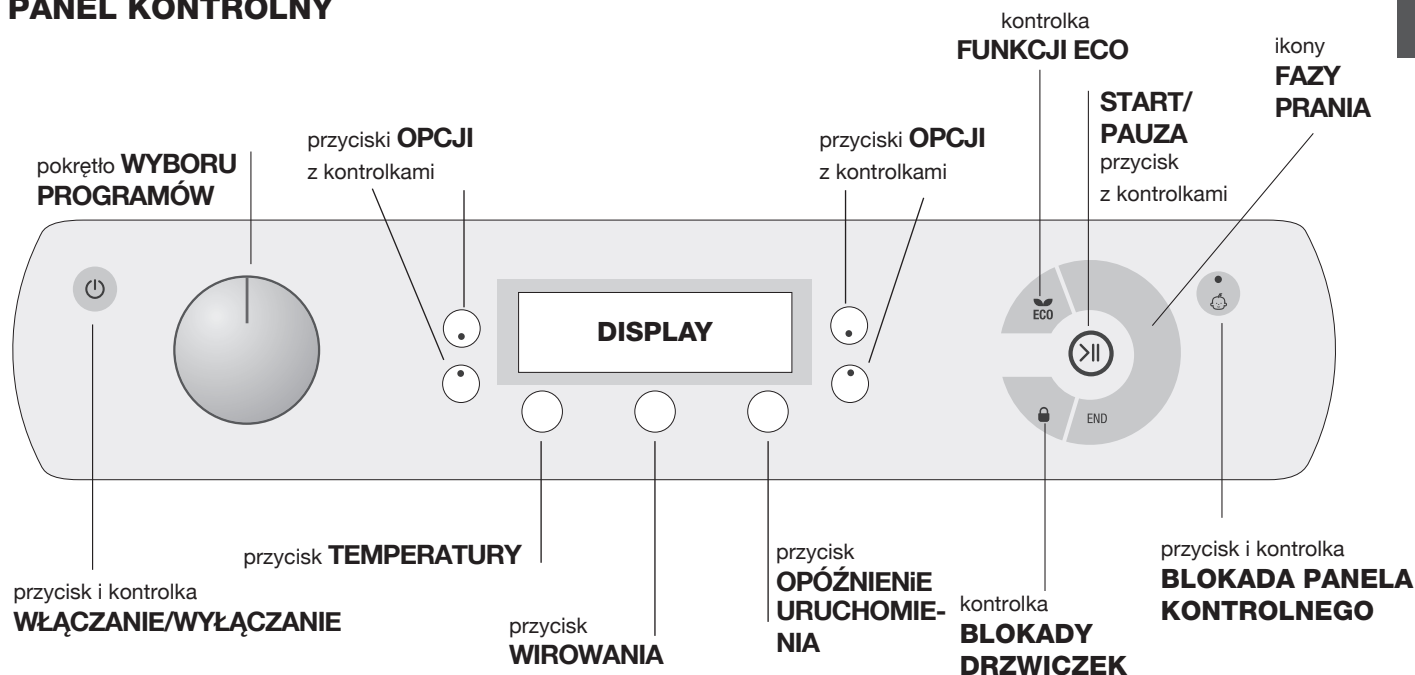 PANEL KONTROLNY
kontrolka
FUNKCJI ECO
ikony
FAZY
PRANIA
START/
PAUZA
przycisk
z kontrolkami
przyciski OPCJI
z kontrolkami
przyciski OPCJI
z kontrolkami
pokrętło WYBORU
PROGRAMÓW
DISPLAY
ECO
END
przycisk TEMPERATURY
przycisk i kontrolka
WŁĄCZANIE/WYŁĄCZANIE
przycisk
WIROWANIA
przycisk
OPÓŹNIENiE
URUCHOMIE-
NIA
kontrolka
BLOKADY
DRZWICZEK
przycisk i kontrolka
BLOKADA PANELA
KONTROLNEGO